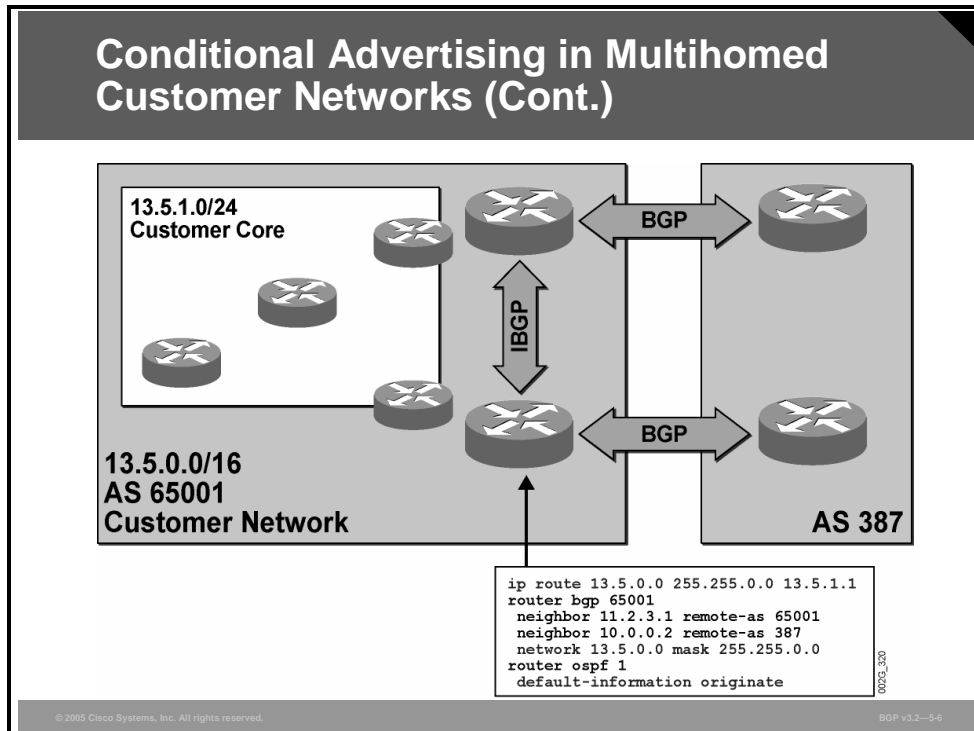 Conditional Advertising in Multihomed
Customer Networks (Cont.)
13.5.1.0/24
Customer Core
BGP
IBGP
BGP
13.5.0.0/16
AS 65001
Customer Network
AS 387
ip route 13.5.0.0 255.255.0.0 13.5.1.1
router bgp 65001
neighbor 11.2.3.1 remote-as 65001
neighbor 10.0.0.2 remote-as 387
network 13.5.0.0 mask 255.255.0.0
router ospf 1
default-information originate
002G_320
© 2005 Cisco Systems, Inc. All rights reserved.
BGP v3.2—5-6